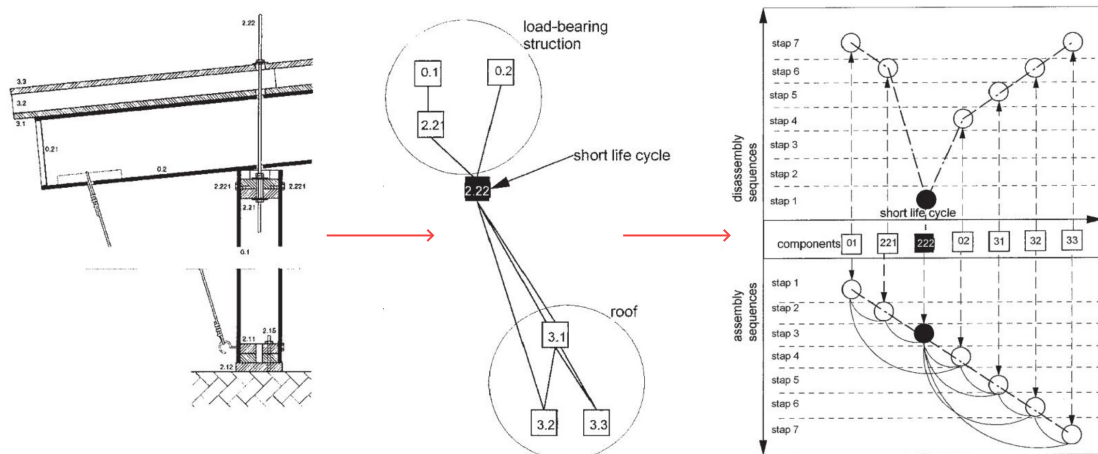 2.22
3.3
3.2
3.1
0.21
0.2
2.221
2.221
2.21
0.1
2.11
2.15
2.12
load-bearing
struction
0.1
0.2
2.21
short life cycle
2.22
roof
3.1
3.2
3.3
disassembly
sequences
stap 7
stap 6
stap 5
stap 4
stap 3
stap 2
stap 1
short life cycle
components
01
221
222
02
31
32
33
assembly
sequences
stap 1
stap 2
stap 3
stap 4
stap 5
stap 6
stap 7